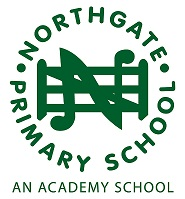 NORTHGATE
PRIMARY SCHOOL
N
AN ACADEMY SCHOOL